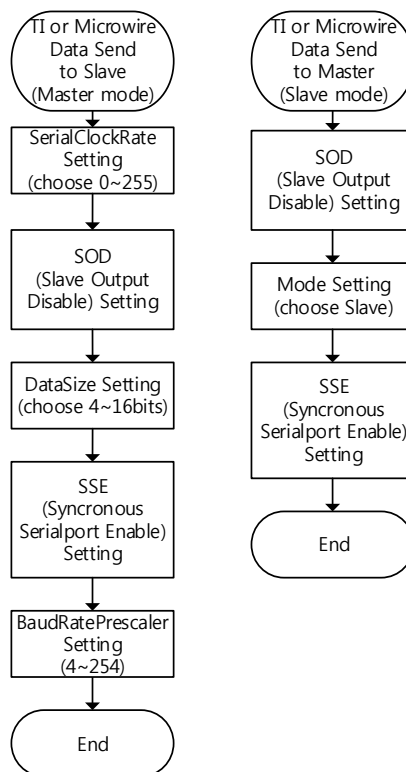 TI or Microwire
Data Send
to Slave
(Master mode)
SerialClockRate
Setting
(choose 0~255)
SOD
(Slave Output
Disable) Setting
DataSize Setting
(choose 4~16bits)
SSE
(Syncronous
Serialport Enable)
Setting
BaudRatePrescaler
Setting
(4~254)
End
TI or Microwire
Data Send
to Master
(Slave mode)
SOD
(Slave Output
Disable) Setting
Mode Setting
(choose Slave)
SSE
(Syncronous
Serialport Enable)
Setting
End